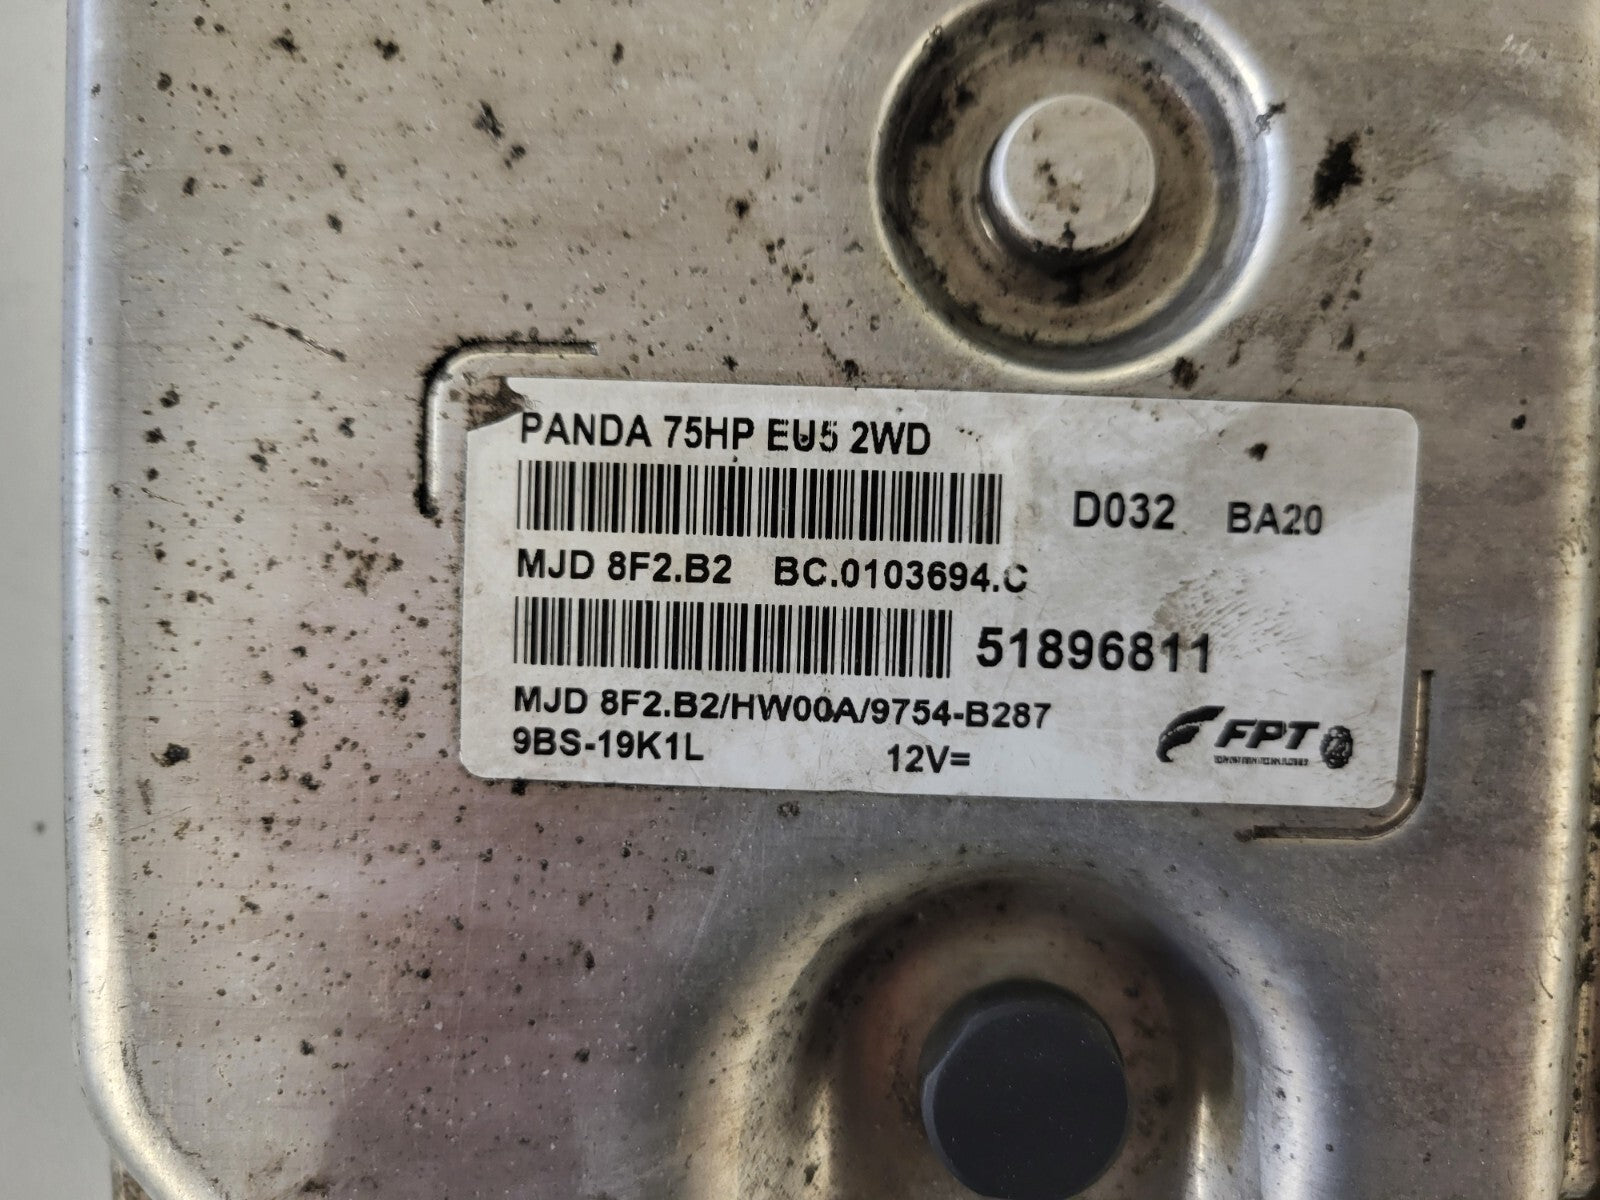 PANDA 75HP EU5 2WD
D032 BA20
MJD 8F2.B2 BC.0103694.C
51896811
MJD 8F2.B2/HW00A/9754-B287
9BS-19K1L 12V=
FPT